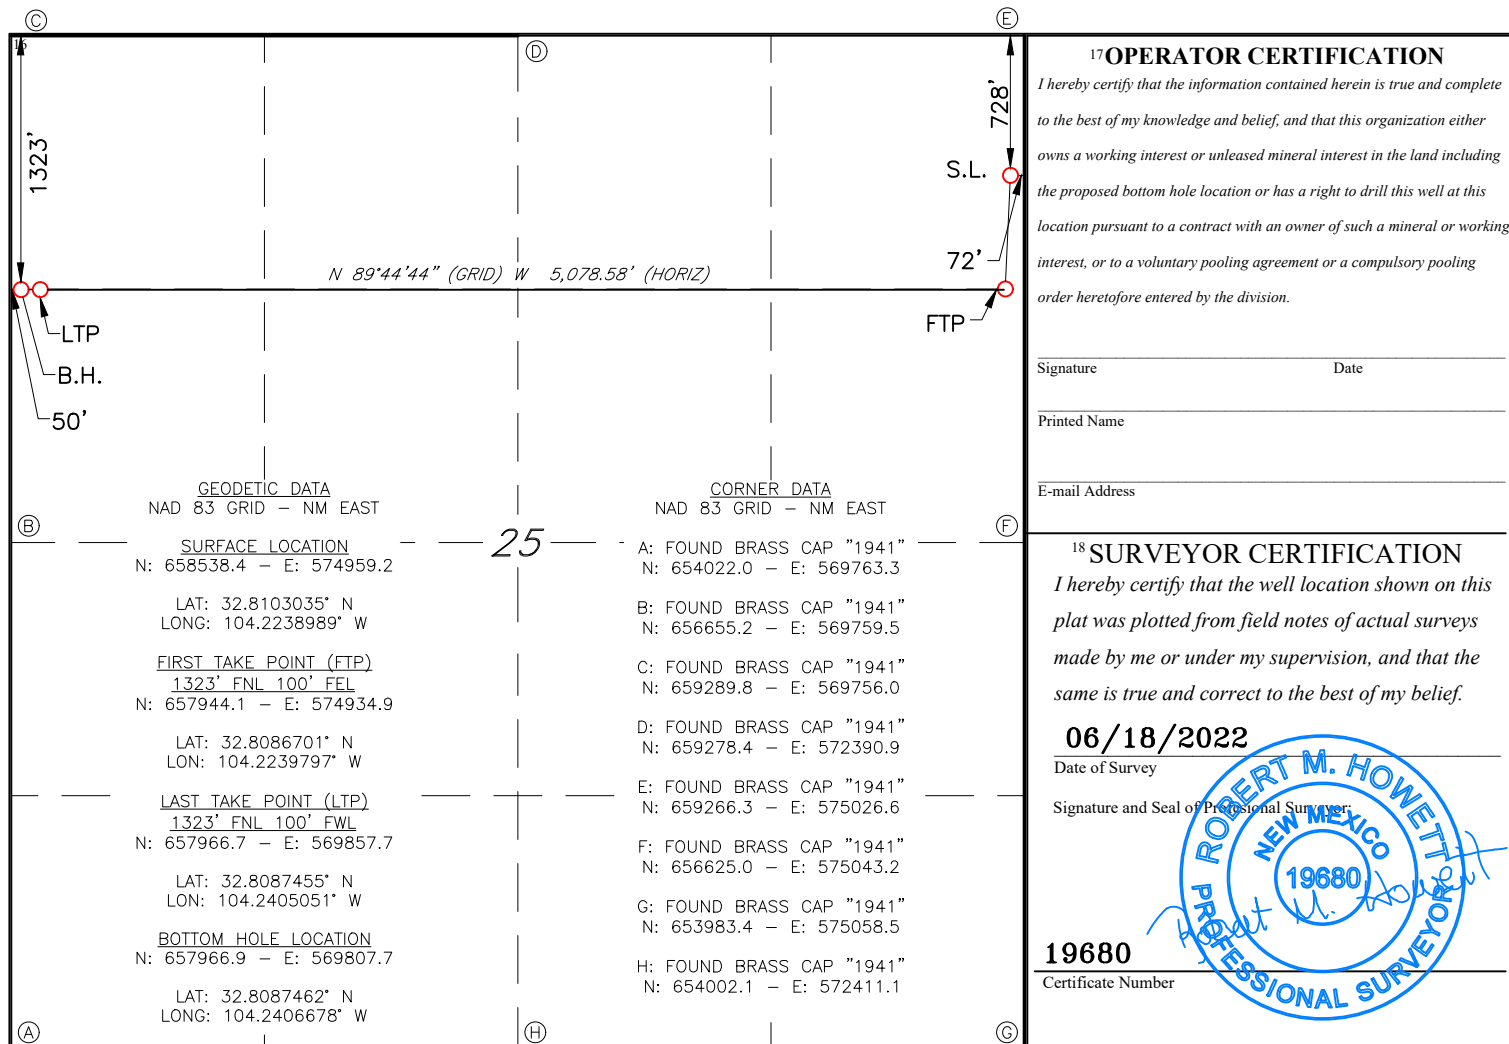 C
E
16
D
1323'
728'
S.L.
72'
N 89°44'44" (GRID) W 5,078.58' (HORIZ)
FTP
LTP
B.H.
50'
GEODETIC DATA
NAD 83 GRID – NM EAST
SURFACE LOCATION
N: 658538.4 – E: 574959.2
LAT: 32.8103035° N
LONG: 104.2238989° W
FIRST TAKE POINT (FTP)
1323' FNL 100' FEL
N: 657944.1 – E: 574934.9
LAT: 32.8086701° N
LON: 104.2239797° W
LAST TAKE POINT (LTP)
1323' FNL 100' FWL
N: 657966.7 – E: 569857.7
LAT: 32.8087455° N
LON: 104.2405051° W
BOTTOM HOLE LOCATION
N: 657966.9 – E: 569807.7
LAT: 32.8087462° N
LONG: 104.2406678° W
B
25
F
CORNER DATA
NAD 83 GRID – NM EAST
A: FOUND BRASS CAP "1941"
N: 654022.0 – E: 569763.3
B: FOUND BRASS CAP "1941"
N: 656655.2 – E: 569759.5
C: FOUND BRASS CAP "1941"
N: 659289.8 – E: 569756.0
D: FOUND BRASS CAP "1941"
N: 659278.4 – E: 572390.9
E: FOUND BRASS CAP "1941"
N: 659266.3 – E: 575026.6
F: FOUND BRASS CAP "1941"
N: 656625.0 – E: 575043.2
G: FOUND BRASS CAP "1941"
N: 653983.4 – E: 575058.5
H: FOUND BRASS CAP "1941"
N: 654002.1 – E: 572411.1
A
H
G
17 OPERATOR CERTIFICATION
I hereby certify that the information contained herein is true and complete
to the best of my knowledge and belief, and that this organization either
owns a working interest or unleased mineral interest in the land including
the proposed bottom hole location or has a right to drill this well at this
location pursuant to a contract with an owner of such a mineral or working
interest, or to a voluntary pooling agreement or a compulsory pooling
order heretofore entered by the division.
Signature Date
Printed Name
E-mail Address
18 SURVEYOR CERTIFICATION
I hereby certify that the well location shown on this
plat was plotted from field notes of actual surveys
made by me or under my supervision, and that the
same is true and correct to the best of my belief.
06/18/2022
Date of Survey
Signature and Seal of Profesional Surveyor:
ROBERT M. HOWETT
NEW MEXICO
19680
PROFESSIONAL SURVEYOR
Robert M. Howett
19680
Certificate Number